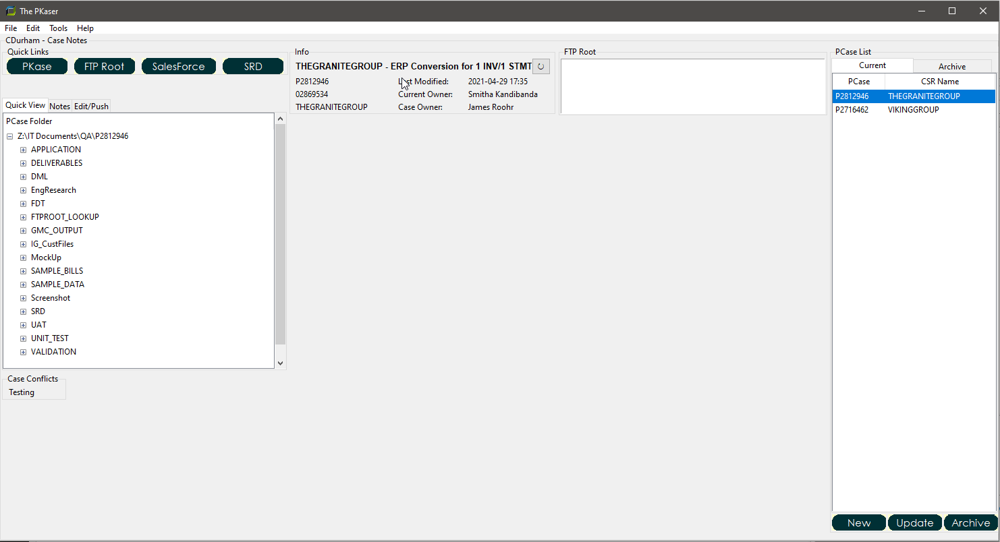 The PKaser
File Edit Tools Help
CDurham - Case Notes
Quick Links
PKase FTP Root SalesForce SRD
Quick View Notes Edit/Push
PCase Folder
Z:\IT Documents\QA\P2812946
APPLICATION
DELIVERABLES
DML
EngResearch
FDT
FTPROOT_LOOKUP
GMC_OUTPUT
IG_CustFiles
MockUp
SAMPLE_BILLS
SAMPLE_DATA
Screenshot
SRD
UAT
UNIT_TEST
VALIDATION
Case Conflicts
Testing
Info
THEGRANITEGROUP - ERP Conversion for 1 INV/1 STMT
P2812946 Last Modified: 2021-04-29 17:35
02869534 Current Owner: Smitha Kandibanda
THEGRANITEGROUP Case Owner: James Roohr
FTP Root
PCase List
Current Archive
PCase CSR Name
P2812946 THEGRANITEGROUP
P2716462 VIKINGGROUP
New Update Archive